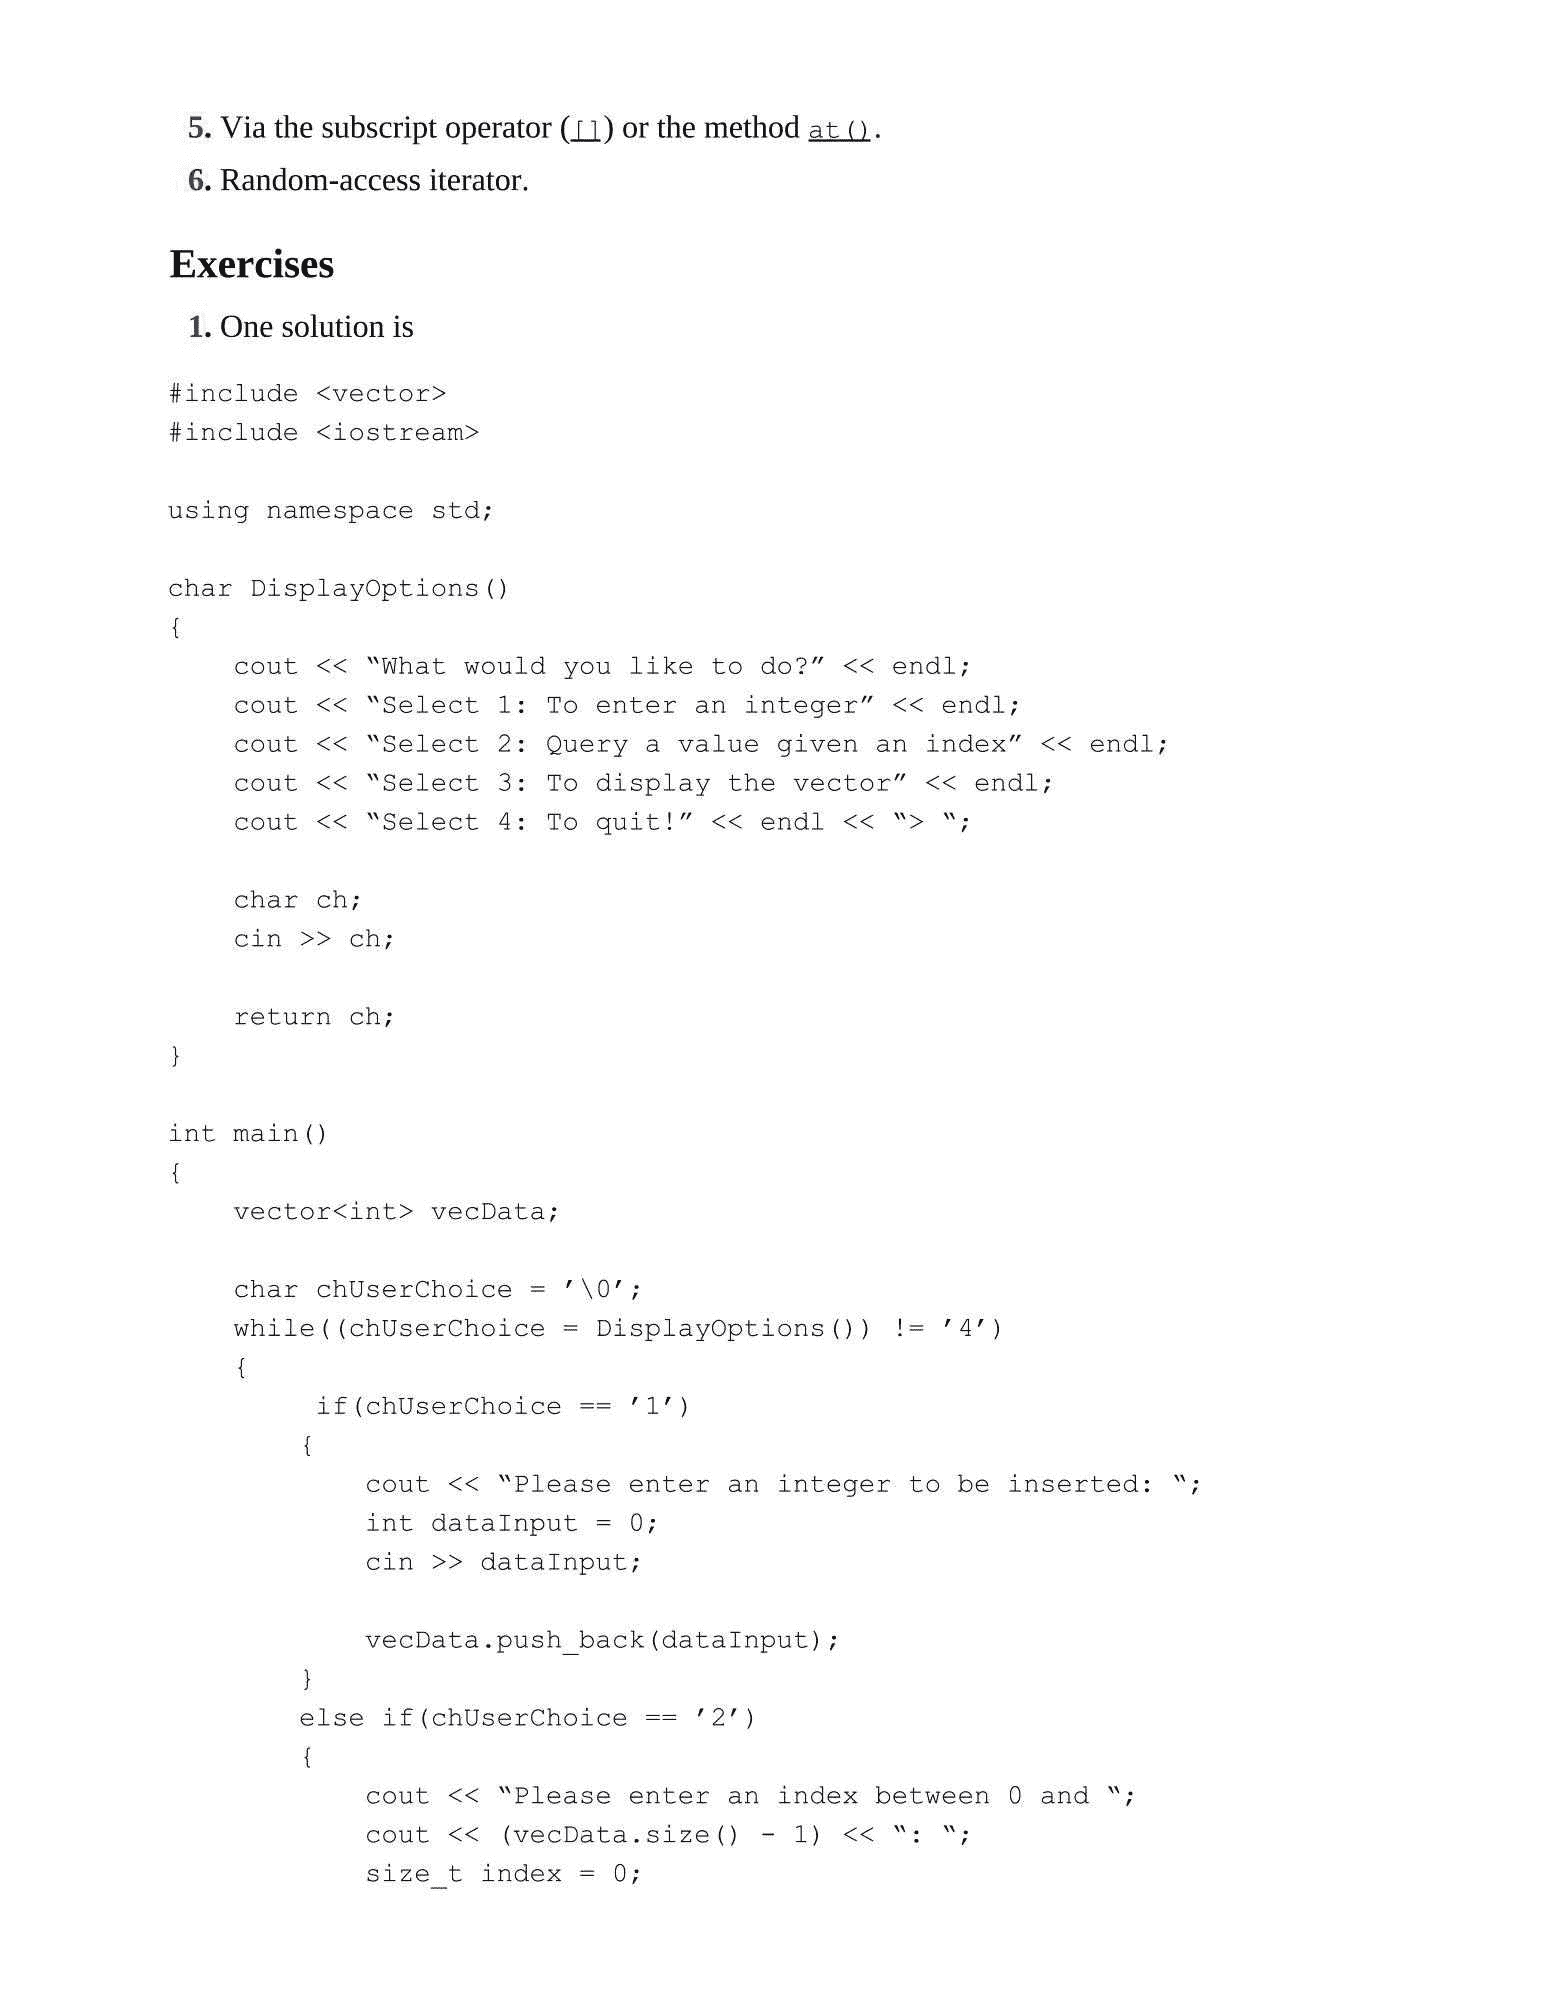 5. Via the subscript operator ([]) or the method at().
6. Random-access iterator.
Exercises
1. One solution is
#include <vector>
#include <iostream>
using namespace std;
char DisplayOptions()
{
    cout << “What would you like to do?” << endl;
    cout << “Select 1: To enter an integer” << endl;
    cout << “Select 2: Query a value given an index” << endl;
    cout << “Select 3: To display the vector” << endl;
    cout << “Select 4: To quit!” << endl << “> “;
    char ch;
    cin >> ch;
    return ch;
}
int main()
{
    vector<int> vecData;
    char chUserChoice = ’\0’;
    while((chUserChoice = DisplayOptions()) != ’4’)
    {
         if(chUserChoice == ’1’)
        {
            cout << “Please enter an integer to be inserted: “;
            int dataInput = 0;
            cin >> dataInput;
            vecData.push_back(dataInput);
        }
        else if(chUserChoice == ’2’)
        {
            cout << “Please enter an index between 0 and “;
            cout << (vecData.size() - 1) << “: “;
            size_t index = 0;